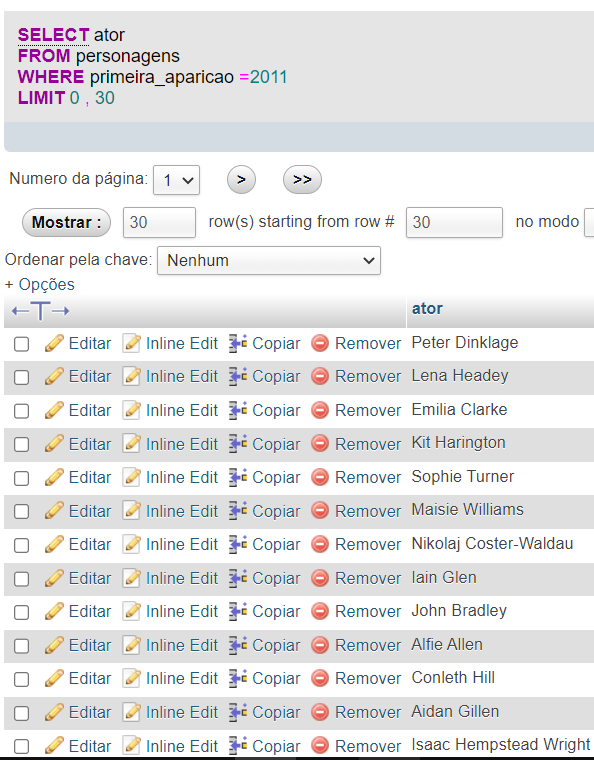 SELECT ator
FROM personagens
WHERE primeira_aparicao =2011
LIMIT 0 , 30
Numero da página: 1 > >>
Mostrar : 30 row(s) starting from row # 30 no modo
Ordenar pela chave: Nenhum
+ Opções
←T→ ator
Editar Inline Edit Copiar Remover Peter Dinklage
Editar Inline Edit Copiar Remover Lena Headey
Editar Inline Edit Copiar Remover Emilia Clarke
Editar Inline Edit Copiar Remover Kit Harington
Editar Inline Edit Copiar Remover Sophie Turner
Editar Inline Edit Copiar Remover Maisie Williams
Editar Inline Edit Copiar Remover Nikolaj Coster-Waldau
Editar Inline Edit Copiar Remover Iain Glen
Editar Inline Edit Copiar Remover John Bradley
Editar Inline Edit Copiar Remover Alfie Allen
Editar Inline Edit Copiar Remover Conleth Hill
Editar Inline Edit Copiar Remover Aidan Gillen
Editar Inline Edit Copiar Remover Isaac Hempstead Wright